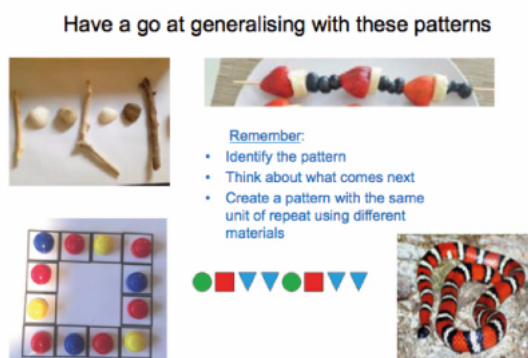 Have a go at generalising with these patterns
Remember:
• Identify the pattern
• Think about what comes next
• Create a pattern with the same
unit of repeat using different
materials